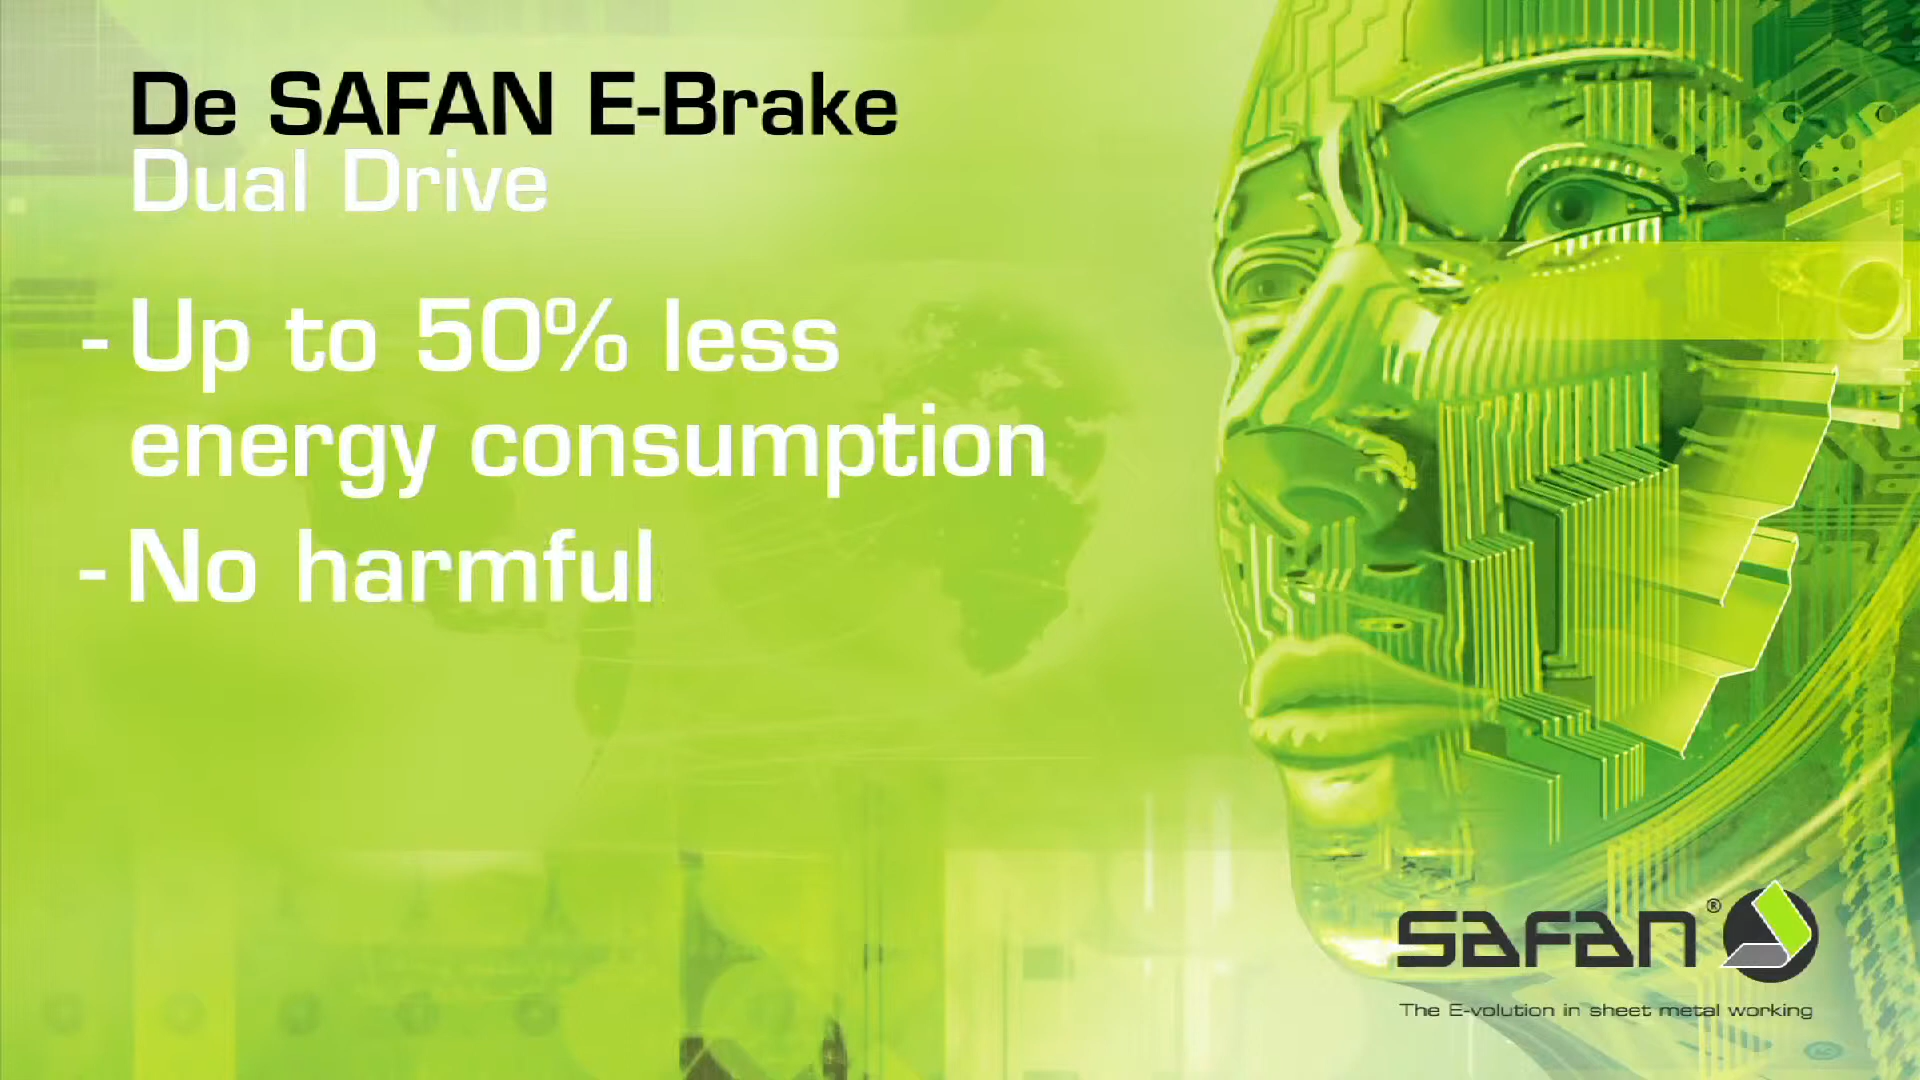 De SAFAN E-Brake
Dual Drive
- Up to 50% less
energy consumption
- No harmful
SAFAN®
The E-volution in sheet metal working